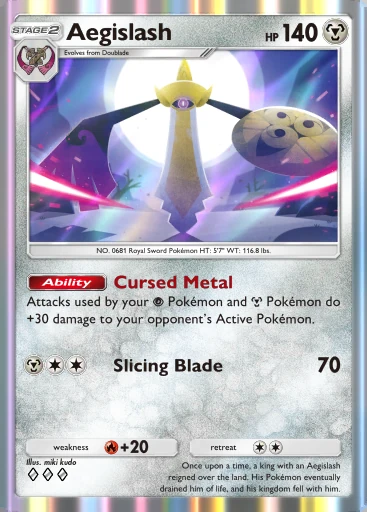 STAGE 2 Aegislash HP 140
Evolves from Doublade
NO. 0681 Royal Sword Pokémon HT: 5'7" WT: 116.8 lbs.
Ability Cursed Metal
Attacks used by your Pokémon and Pokémon do
+30 damage to your opponent's Active Pokémon.
Slicing Blade 70
weakness +20 retreat
Illus. miki kudo
Once upon a time, a king with an Aegislash
reigned over the land. His Pokémon eventually
drained him of life, and his kingdom fell with him.